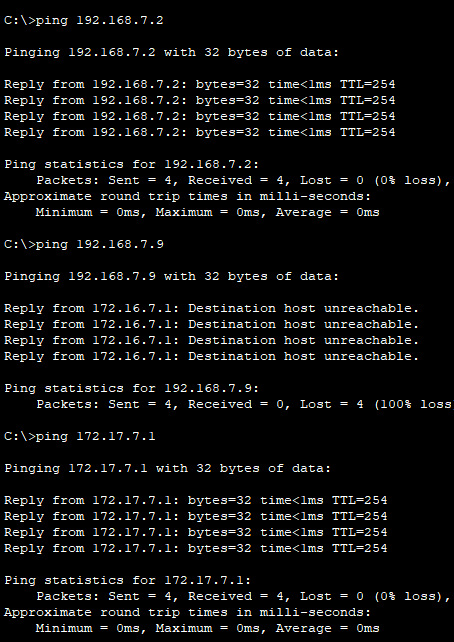 C:\>ping 192.168.7.2
Pinging 192.168.7.2 with 32 bytes of data:
Reply from 192.168.7.2: bytes=32 time<1ms TTL=254
Reply from 192.168.7.2: bytes=32 time<1ms TTL=254
Reply from 192.168.7.2: bytes=32 time<1ms TTL=254
Reply from 192.168.7.2: bytes=32 time<1ms TTL=254
Ping statistics for 192.168.7.2:
    Packets: Sent = 4, Received = 4, Lost = 0 (0% loss),
Approximate round trip times in milli-seconds:
    Minimum = 0ms, Maximum = 0ms, Average = 0ms
C:\>ping 192.168.7.9
Pinging 192.168.7.9 with 32 bytes of data:
Reply from 172.16.7.1: Destination host unreachable.
Reply from 172.16.7.1: Destination host unreachable.
Reply from 172.16.7.1: Destination host unreachable.
Reply from 172.16.7.1: Destination host unreachable.
Ping statistics for 192.168.7.9:
    Packets: Sent = 4, Received = 0, Lost = 4 (100% loss
C:\>ping 172.17.7.1
Pinging 172.17.7.1 with 32 bytes of data:
Reply from 172.17.7.1: bytes=32 time<1ms TTL=254
Reply from 172.17.7.1: bytes=32 time<1ms TTL=254
Reply from 172.17.7.1: bytes=32 time<1ms TTL=254
Reply from 172.17.7.1: bytes=32 time<1ms TTL=254
Ping statistics for 172.17.7.1:
    Packets: Sent = 4, Received = 4, Lost = 0 (0% loss),
Approximate round trip times in milli-seconds:
    Minimum = 0ms, Maximum = 0ms, Average = 0ms